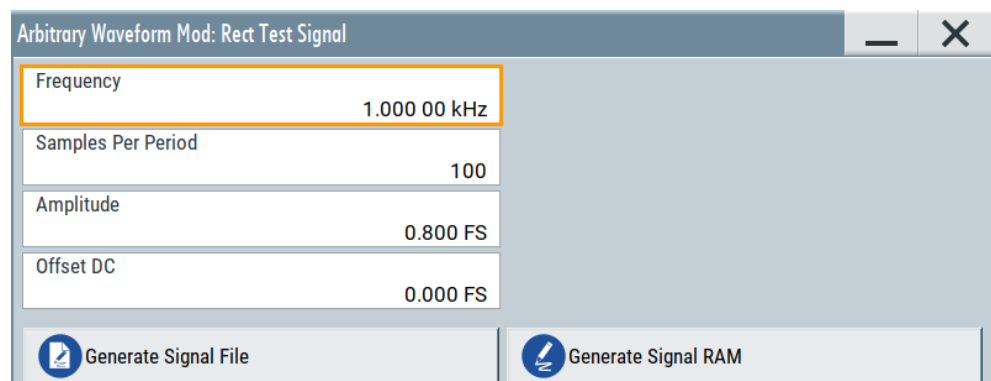 Arbitrary Waveform Mod: Rect Test Signal
Frequency
1.000 00 kHz
Samples Per Period
100
Amplitude
0.800 FS
Offset DC
0.000 FS
Generate Signal File
Generate Signal RAM